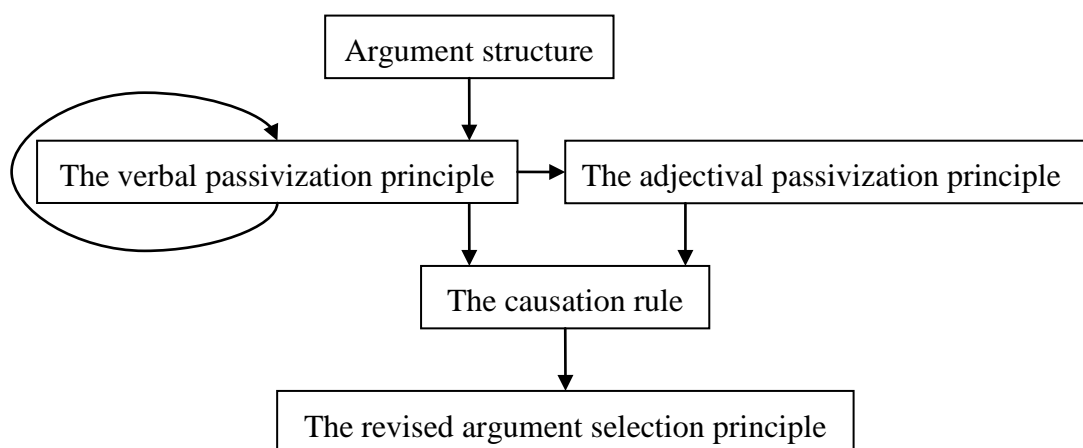 Argument structure
The verbal passivization principle
The adjectival passivization principle
The causation rule
The revised argument selection principle